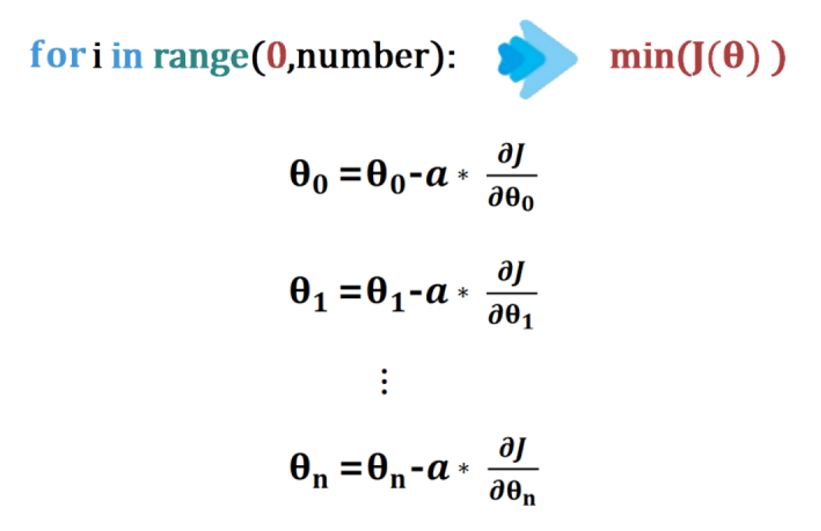 for i in range(0,number): min(J(θ) )
θ₀ =θ₀-a * ∂J/∂θ₀
θ₁ =θ₁-a * ∂J/∂θ₁
⋮
θₙ =θₙ-a * ∂J/∂θₙ